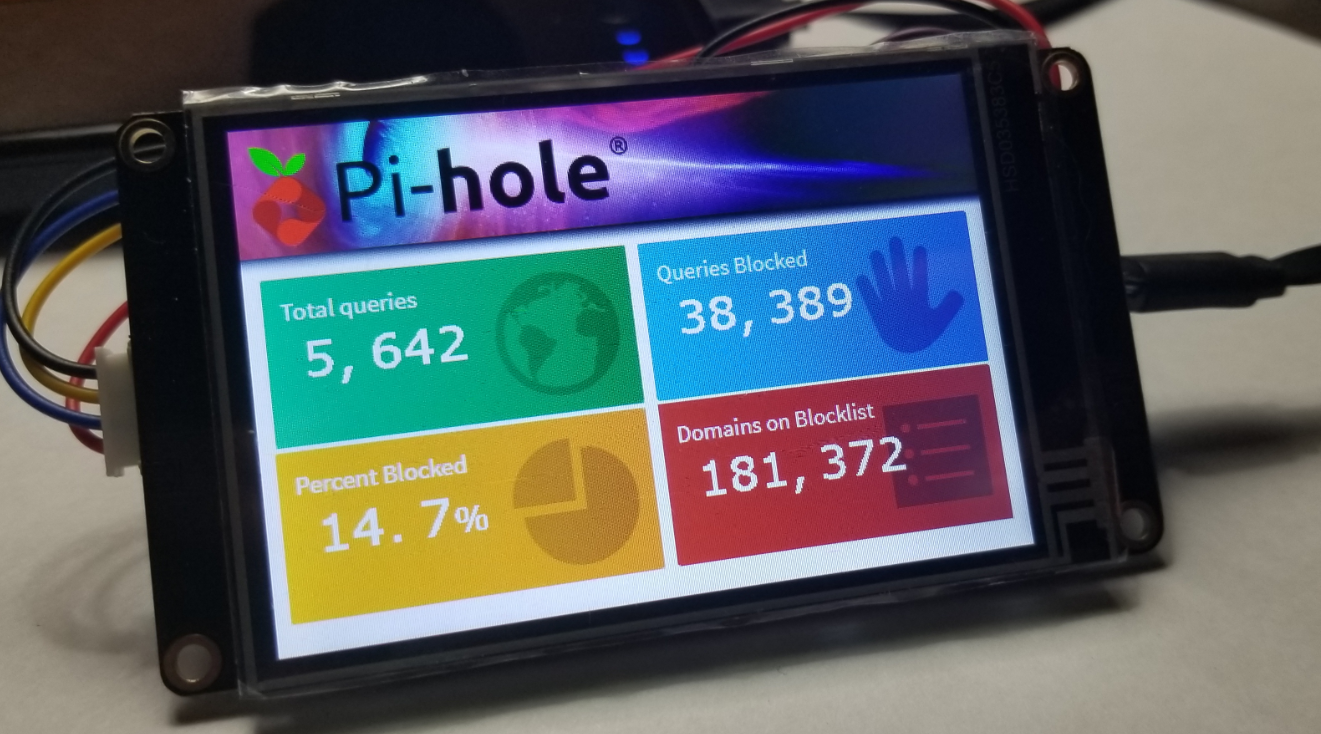 Pi-hole®
Total queries
5,642
Queries Blocked
38,389
Percent Blocked
14.7%
Domains on Blocklist
181,372